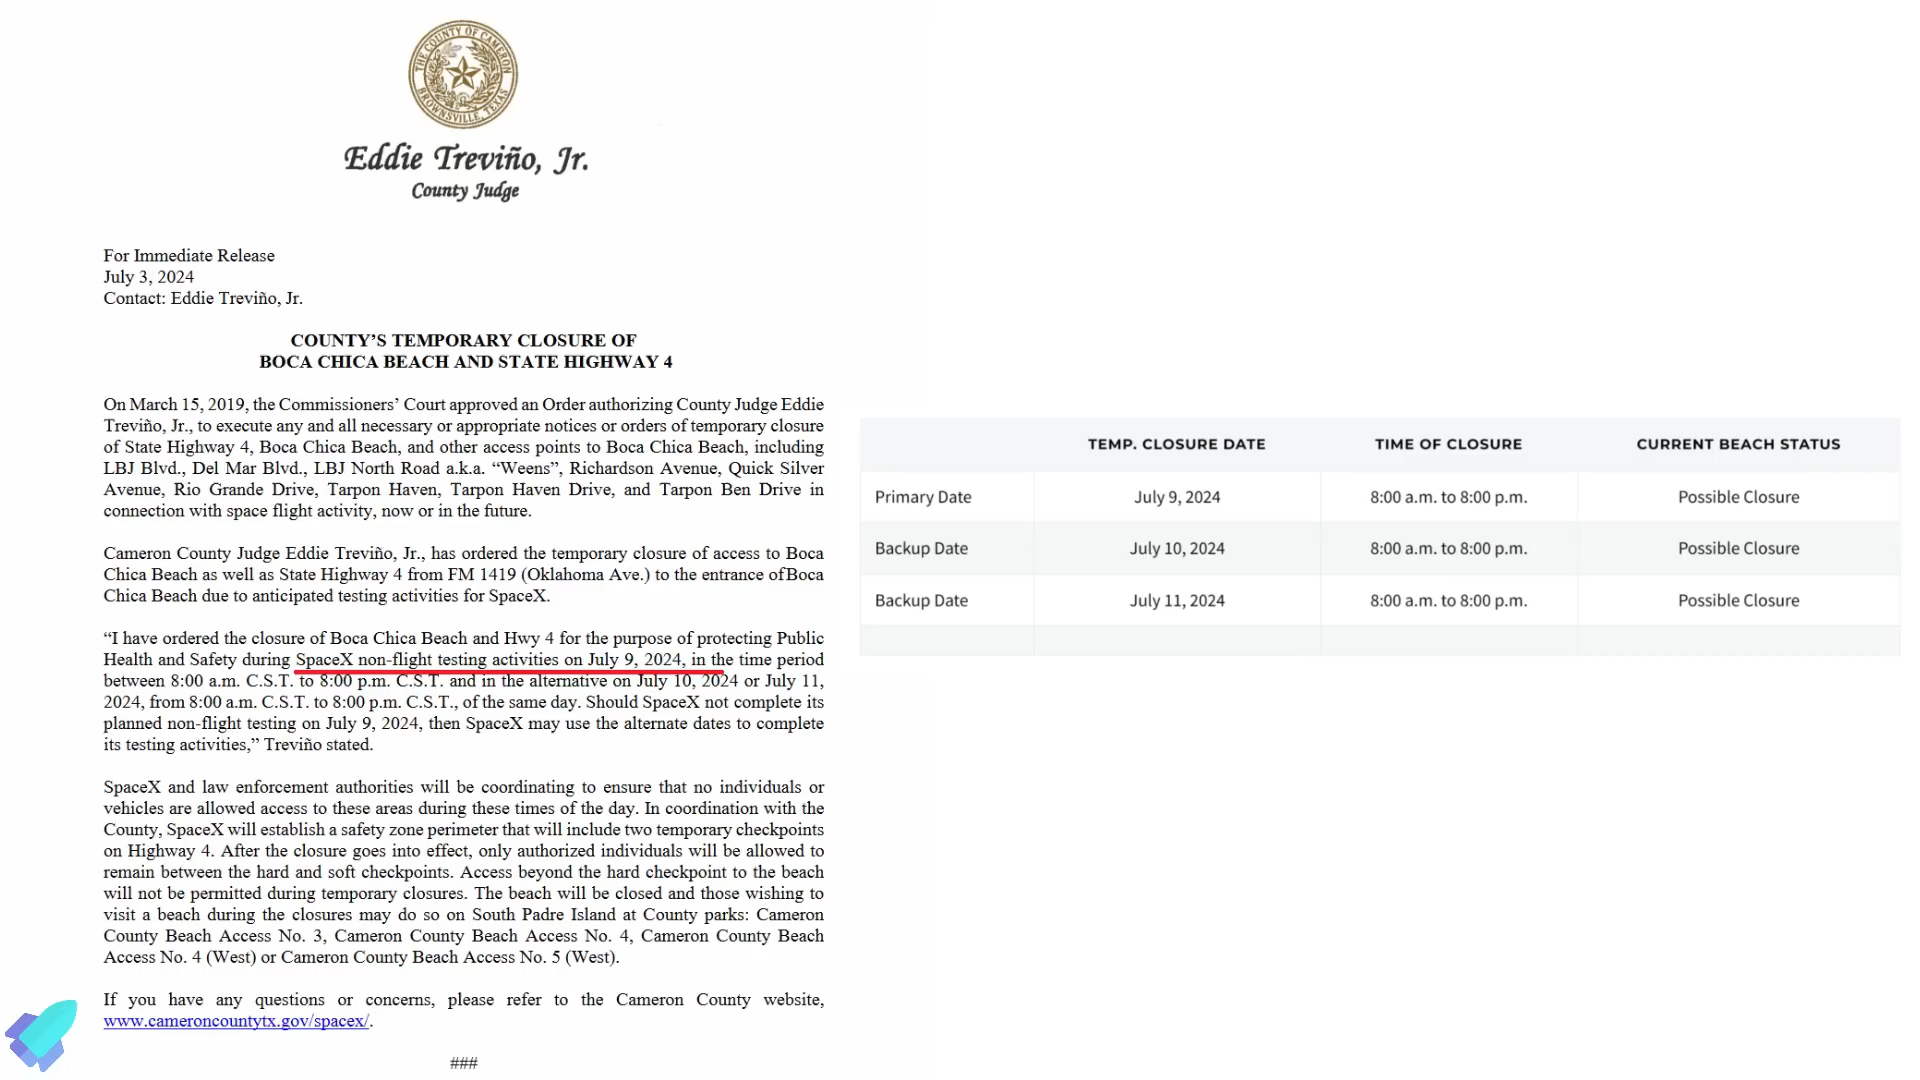 THE COUNTY OF CAMERON
BROWNSVILLE, TEXAS
Eddie Treviño, Jr.
County Judge
For Immediate Release
July 3, 2024
Contact: Eddie Treviño, Jr.
COUNTY’S TEMPORARY CLOSURE OF
BOCA CHICA BEACH AND STATE HIGHWAY 4
On March 15, 2019, the Commissioners’ Court approved an Order authorizing County Judge Eddie
Treviño, Jr., to execute any and all necessary or appropriate notices or orders of temporary closure
of State Highway 4, Boca Chica Beach, and other access points to Boca Chica Beach, including
LBJ Blvd., Del Mar Blvd., LBJ North Road a.k.a. “Weens”, Richardson Avenue, Quick Silver
Avenue, Rio Grande Drive, Tarpon Haven, Tarpon Haven Drive, and Tarpon Ben Drive in
connection with space flight activity, now or in the future.
Cameron County Judge Eddie Treviño, Jr., has ordered the temporary closure of access to Boca
Chica Beach as well as State Highway 4 from FM 1419 (Oklahoma Ave.) to the entrance ofBoca
Chica Beach due to anticipated testing activities for SpaceX.
“I have ordered the closure of Boca Chica Beach and Hwy 4 for the purpose of protecting Public
Health and Safety during SpaceX non-flight testing activities on July 9, 2024, in the time period
between 8:00 a.m. C.S.T. to 8:00 p.m. C.S.T. and in the alternative on July 10, 2024 or July 11,
2024, from 8:00 a.m. C.S.T. to 8:00 p.m. C.S.T., of the same day. Should SpaceX not complete its
planned non-flight testing on July 9, 2024, then SpaceX may use the alternate dates to complete
its testing activities,” Treviño stated.
SpaceX and law enforcement authorities will be coordinating to ensure that no individuals or
vehicles are allowed access to these areas during these times of the day. In coordination with the
County, SpaceX will establish a safety zone perimeter that will include two temporary checkpoints
on Highway 4. After the closure goes into effect, only authorized individuals will be allowed to
remain between the hard and soft checkpoints. Access beyond the hard checkpoint to the beach
will not be permitted during temporary closures. The beach will be closed and those wishing to
visit a beach during the closures may do so on South Padre Island at County parks: Cameron
County Beach Access No. 3, Cameron County Beach Access No. 4, Cameron County Beach
Access No. 4 (West) or Cameron County Beach Access No. 5 (West).
If you have any questions or concerns, please refer to the Cameron County website,
www.cameroncountytx.gov/spacex/.
###
TEMP. CLOSURE DATE TIME OF CLOSURE CURRENT BEACH STATUS
Primary Date July 9, 2024 8:00 a.m. to 8:00 p.m. Possible Closure
Backup Date July 10, 2024 8:00 a.m. to 8:00 p.m. Possible Closure
Backup Date July 11, 2024 8:00 a.m. to 8:00 p.m. Possible Closure